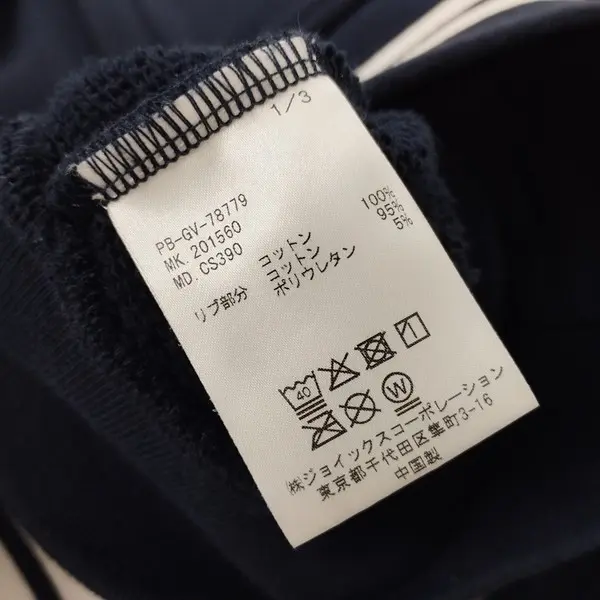 1/3
PB-GV-78779
MK. 201560
MD. CS390
コットン 100%
リブ部分 コットン 95%
ポリウレタン 5%
40
W
㈱ジョイックスコーポレーション
東京都千代田区隼町3-16
中国製